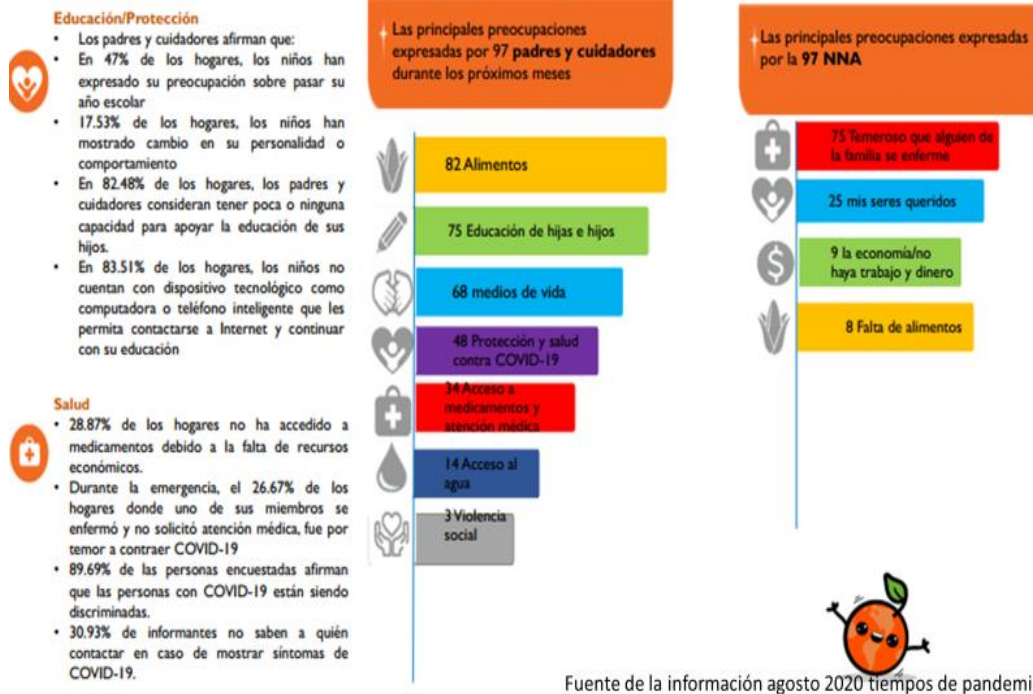 Educación/Protección
• Los padres y cuidadores afirman que:
• En 47% de los hogares, los niños han
expresado su preocupación sobre pasar su
año escolar
• 17.53% de los hogares, los niños han
mostrado cambio en su personalidad o
comportamiento
• En 82.48% de los hogares, los padres y
cuidadores consideran tener poca o ninguna
capacidad para apoyar la educación de sus
hijos.
• En 83.51% de los hogares, los niños no
cuentan con dispositivo tecnológico como
computadora o teléfono inteligente que les
permita contactarse a Internet y continuar
con su educación
Salud
• 28.87% de los hogares no ha accedido a
medicamentos debido a la falta de recursos
económicos.
• Durante la emergencia, el 26.67% de los
hogares donde uno de sus miembros se
enfermó y no solicitó atención médica, fue por
temor a contraer COVID-19
• 89.69% de las personas encuestadas afirman
que las personas con COVID-19 están siendo
discriminadas.
• 30.93% de informantes no saben a quién
contactar en caso de mostrar síntomas de
COVID-19.
Las principales preocupaciones
expresadas por 97 padres y cuidadores
durante los próximos meses
82 Alimentos
75 Educación de hijas e hijos
68 medios de vida
48 Protección y salud
contra COVID-19
34 Acceso a
medicamentos y
atención médica
14 Acceso al
agua
3 Violencia
social
Las principales preocupaciones expresadas
por la 97 NNA
75 Temeroso que alguien de
la familia se enferme
25 mis seres queridos
9 la economía/no
haya trabajo y dinero
8 Falta de alimentos
Fuente de la información agosto 2020 tiempos de pandemi